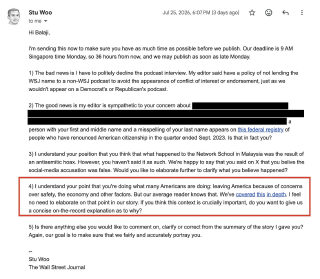 Stu Woo
to me
Jul 25, 2026, 6:07PM (3 days ago)
Hi Balaji,
I'm sending this now to make sure you have as much time as possible before we publish. Our deadline is 9 AM
Singapore time Monday, so 36 hours from now, and we may publish as soon as late Monday.
1) The bad news is I have to politely decline the podcast interview. My editor said have a policy of not lending the
WSJ name to a non-WSJ podcast to avoid the appearance of conflict of interest or endorsement, just as we
wouldn't appear on a Democrat's or Republican's podcast.
2) The good news is my editor is sympathetic to your concern about
a
person with your first and middle name and a misspelling of your last name appears on this federal registry of
people who have renounced American citizenship in the quarter ended Sept. 2023. Is that in fact you?
3) I understand your position that you think that what happened to the Network School in Malaysia was the result of
an antisemitic hoax. However, you haven't said it as such. We're happy to say that you said on X that you belive the
social-media accusation was false. Would you like to elaborate further to clarify what you believe happened?
4) I understand your point that you're doing what many Americans are doing: leaving America because of concerns
over safety, the economy and other factors. But our average reader knows that. We've covered this in depth. I feel
no need to elaborate on that point in our story. If you think this context is crucially important, do you want to give us
a concise on-the-record explanation as to why?
5) Is there anything else you would like to comment on, clarify or correct from the summary of the story I gave you?
Again, our goal is to make sure that we fairly and accurately portray you.
--
Stu Woo
The Wall Street Journal